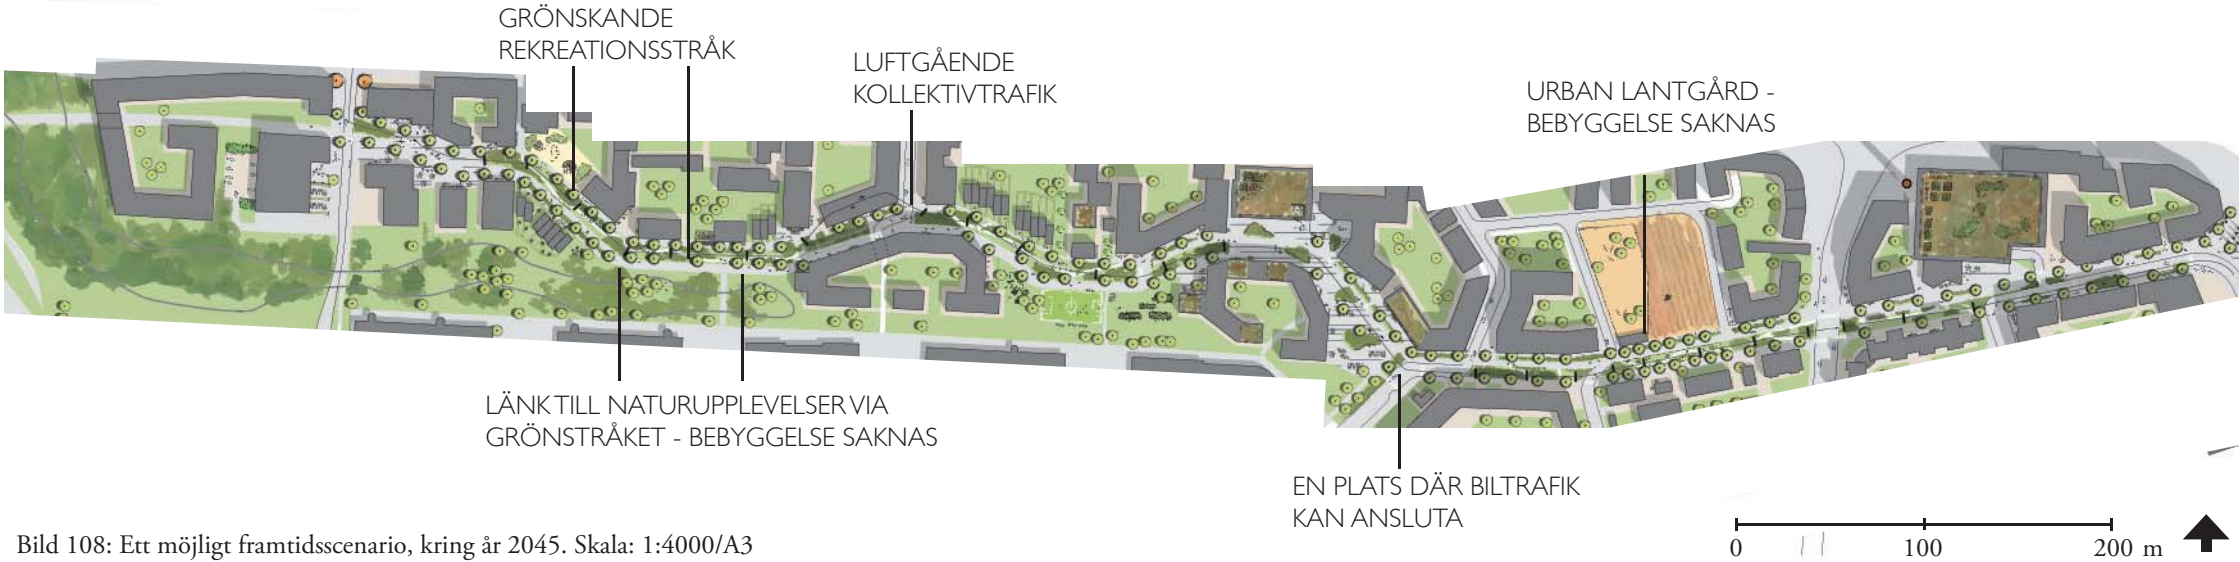 GRÖNSKANDE
REKREATIONSSTRÅK
LUFTGÅENDE
KOLLEKTIVTRAFIK
URBAN LANTGÅRD -
BEBYGGELSE SAKNAS
LÄNK TILL NATURUPPLEVELSER VIA
GRÖNSTRÅKET - BEBYGGELSE SAKNAS
EN PLATS DÄR BILTRAFIK
KAN ANSLUTA
Bild 108: Ett möjligt framtidsscenario, kring år 2045. Skala: 1:4000/A3
0 100 200 m